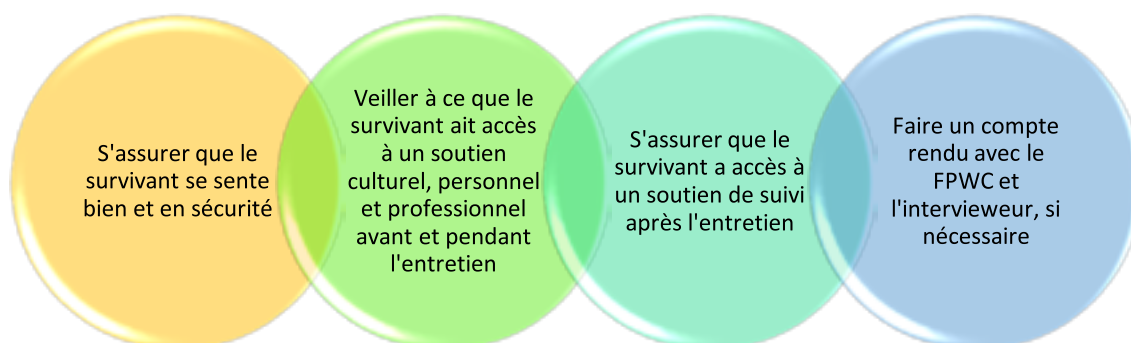 S'assurer que le
survivant se sente
bien et en sécurité
Veiller à ce que le
survivant ait accès
à un soutien
culturel, personnel
et professionnel
avant et pendant
l'entretien
S'assurer que le
survivant a accès à
un soutien de suivi
après l'entretien
Faire un compte
rendu avec le
FPWC et
l'intervieweur, si
nécessaire